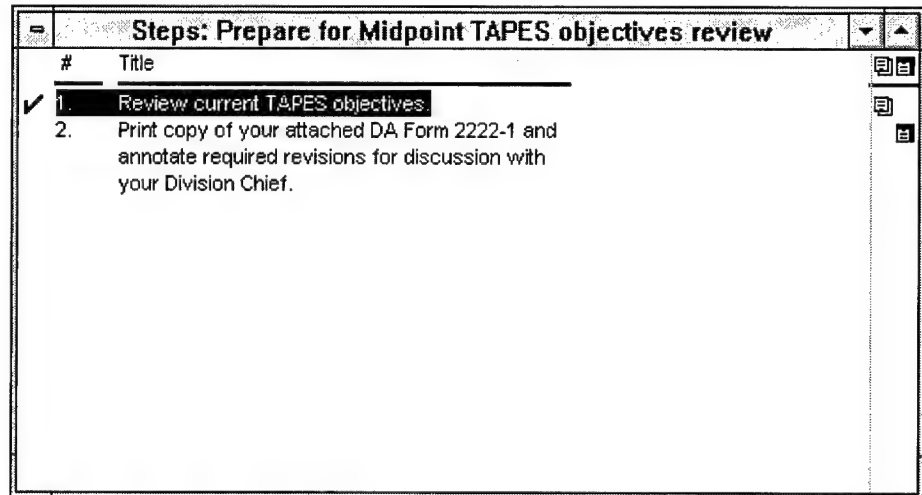 Steps: Prepare for Midpoint TAPES objectives review
# Title
1. Review current TAPES objectives.
2. Print copy of your attached DA Form 2222-1 and
annotate required revisions for discussion with
your Division Chief.